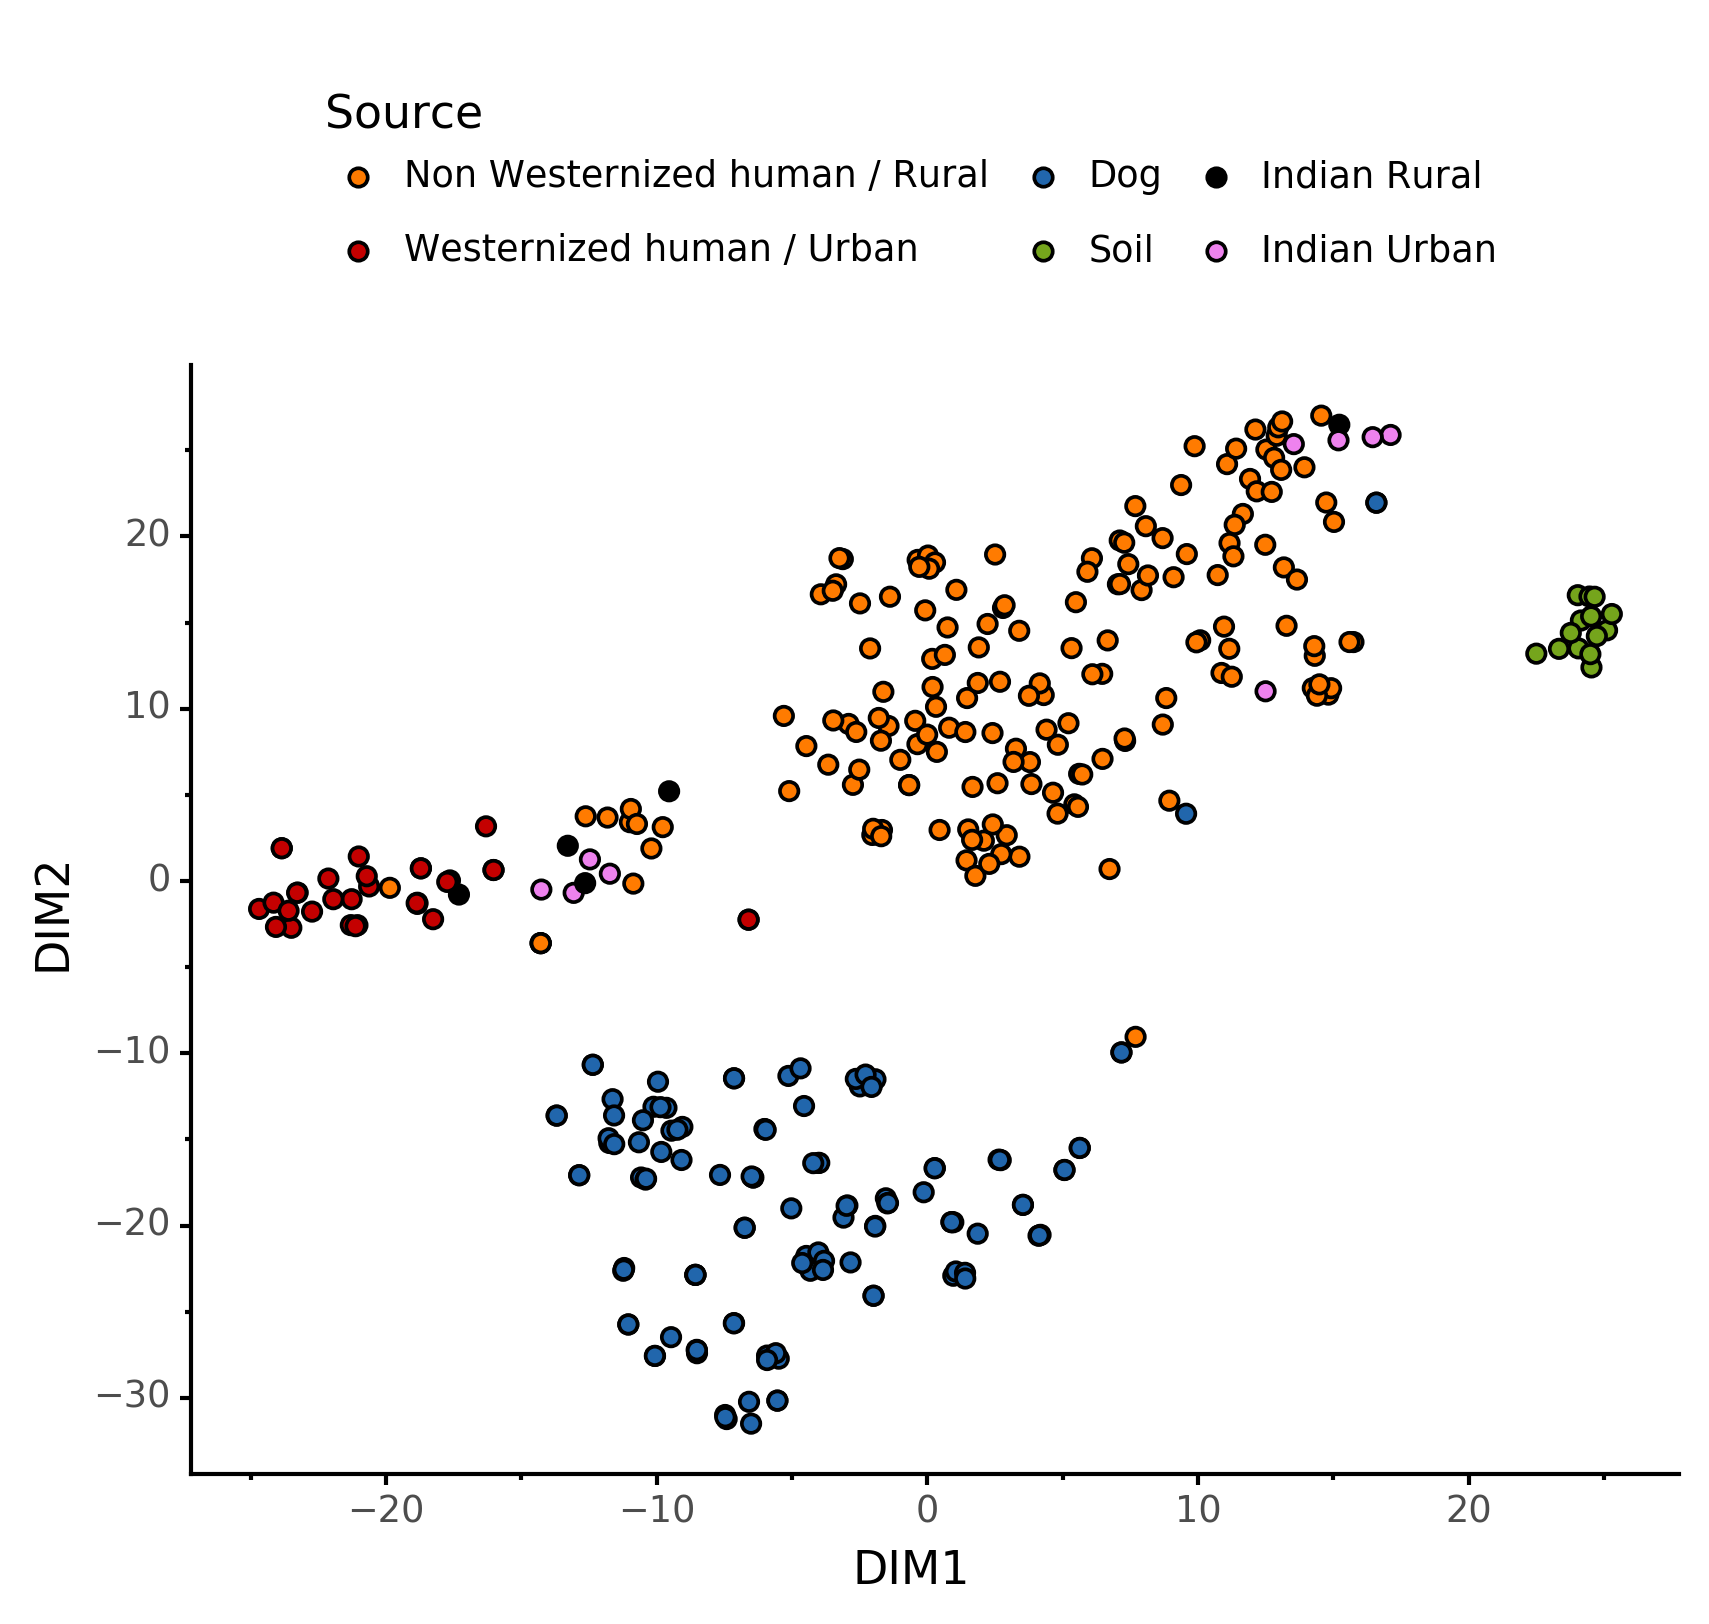 Source
Non Westernized human / Rural Dog Indian Rural
Westernized human / Urban Soil Indian Urban
20
10
0
−10
−20
−30
DIM2
−20 −10 0 10 20
DIM1